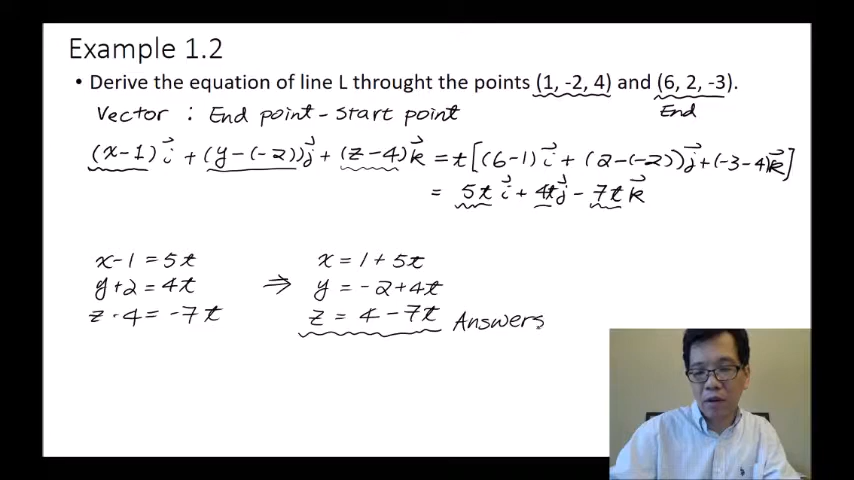 Example 1.2
• Derive the equation of line L throught the points (1, -2, 4) and (6, 2, -3).
Vector : End point - start point
End
(x-1)i⃗ + (y-(-2))j⃗ + (z-4)k⃗ = t[(6-1)i⃗ + (2-(-2))j⃗ + (-3-4)k⃗]
= 5t i⃗ + 4t j⃗ - 7t k⃗
x-1 = 5t
y+2 = 4t
z-4 = -7t
⇒
x = 1 + 5t
y = -2+4t
z = 4 - 7t Answers